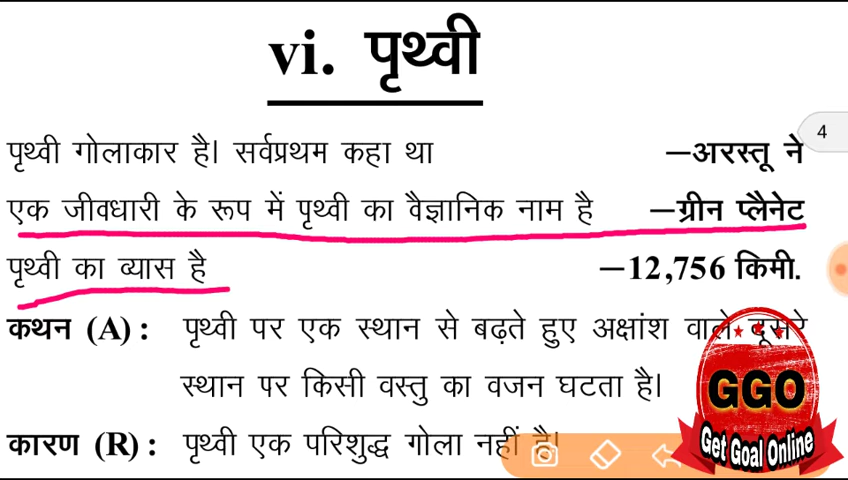 vi. पृथ्वी
पृथ्वी गोलाकार है। सर्वप्रथम कहा था –अरस्तू ने
4
एक जीवधारी के रूप में पृथ्वी का वैज्ञानिक नाम है –ग्रीन प्लैनेट
पृथ्वी का व्यास है –12,756 किमी.
कथन (A) : पृथ्वी पर एक स्थान से बढ़ते हुए अक्षांश वाले दूसरे
स्थान पर किसी वस्तु का वजन घटता है।
GGO
कारण (R) : पृथ्वी एक परिशुद्ध गोला नहीं है।
Get Goal Online